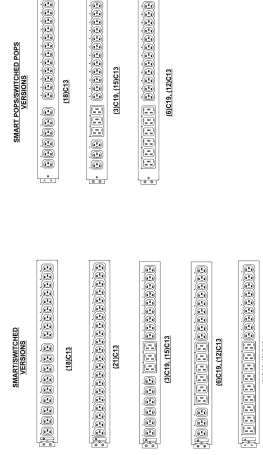 SMART POPS/SWITCHED POPS
VERSIONS
(18)C13
(3)C19, (15)C13
(6)C19, (12)C13
SMART/SWITCHED
VERSIONS
(18)C13
(21)C13
(3)C19, (15)C13
(6)C19, (12)C13